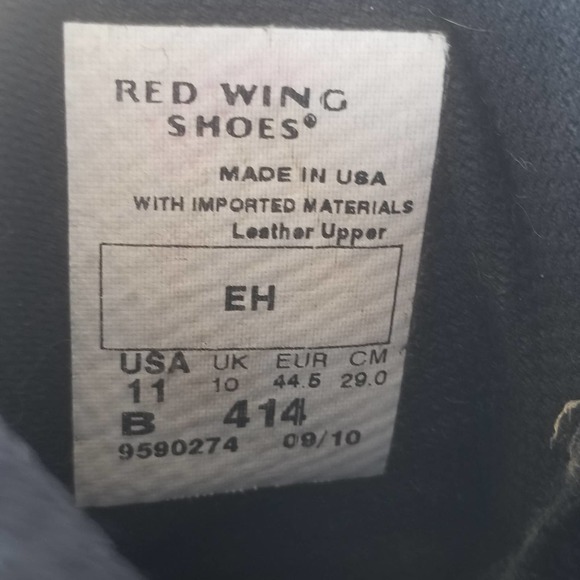 RED WING
SHOES®
MADE IN USA
WITH IMPORTED MATERIALS
Leather Upper
EH
USA UK EUR CM
11 10 44.5 29.0
B 414
9590274 09/10